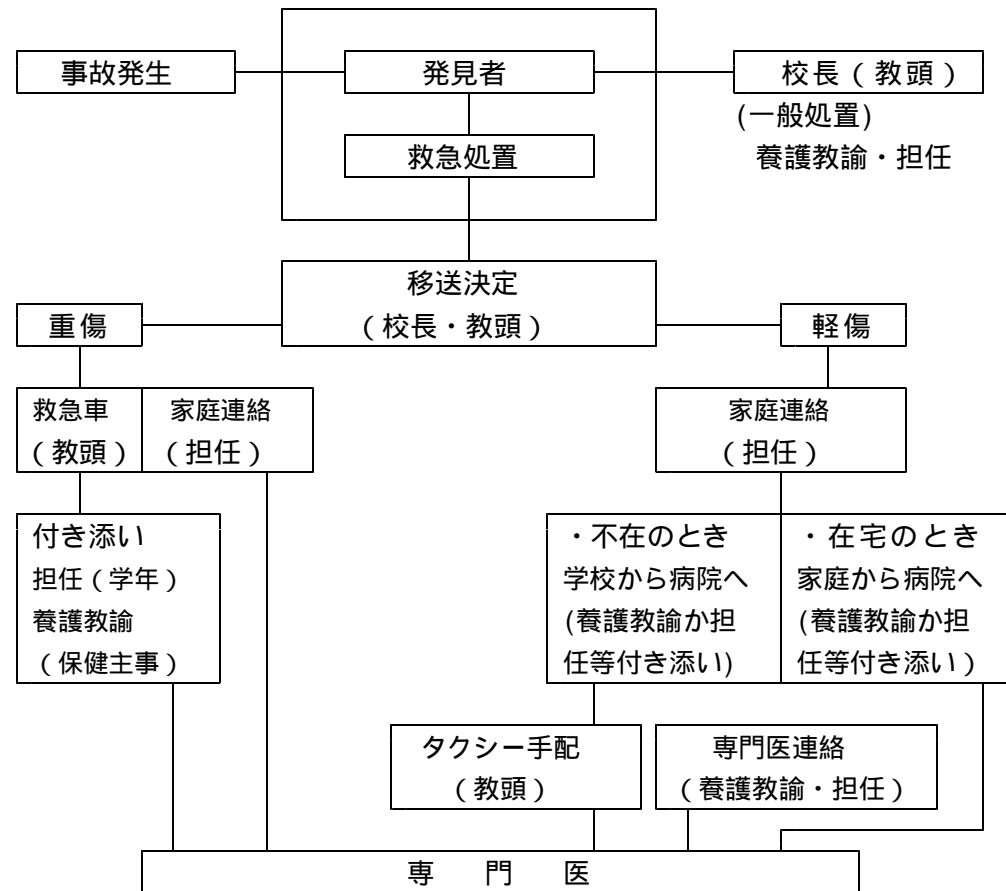 事故発生
発見者
校長（教頭）
(一般処置)
養護教諭・担任
救急処置
移送決定
（校長・教頭）
重傷
軽傷
救急車
（教頭）
家庭連絡
（担任）
家庭連絡
（担任）
付き添い
担任（学年）
養護教諭
（保健主事）
・不在のとき
学校から病院へ
(養護教諭か担
任等付き添い)
・在宅のとき
家庭から病院へ
(養護教諭か担
任等付き添い）
タクシー手配
（教頭）
専門医連絡
（養護教諭・担任）
専　門　医